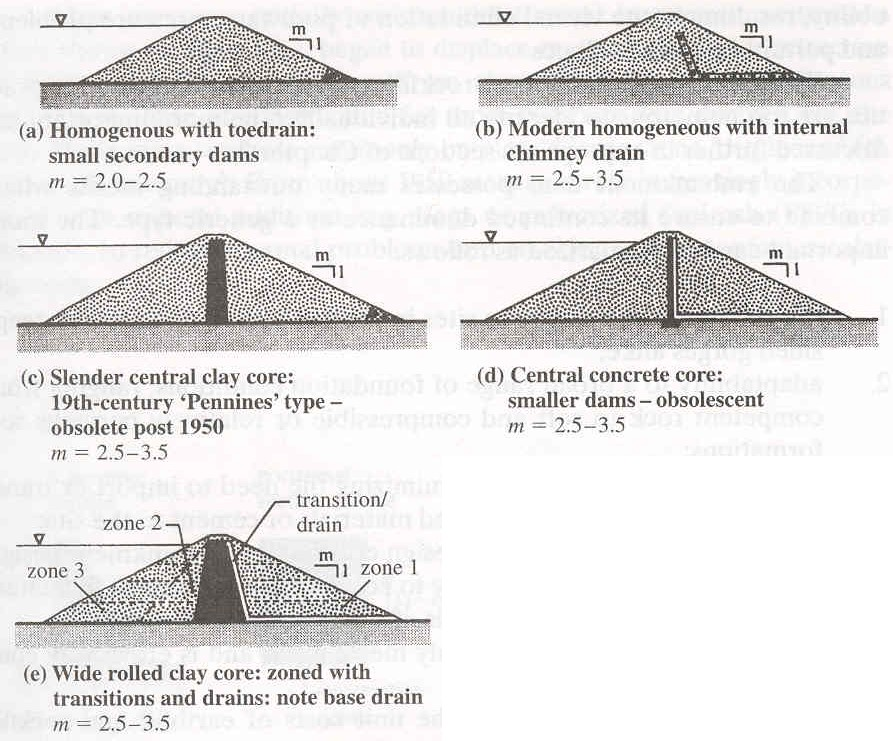 m
1
(a) Homogenous with toedrain:
small secondary dams
m = 2.0–2.5
m
1
(b) Modern homogeneous with internal
chimney drain
m = 2.5–3.5
m
1
(c) Slender central clay core:
19thcentury ‘Pennines’ type –
obsolete post 1950
m = 2.5–3.5
m
1
(d) Central concrete core:
smaller dams – obsolescent
m = 2.5–3.5
transition/
drain
zone 2
zone 3
m
1
zone 1
(e) Wide rolled clay core: zoned with
transitions and drains: note base drain
m = 2.5–3.5